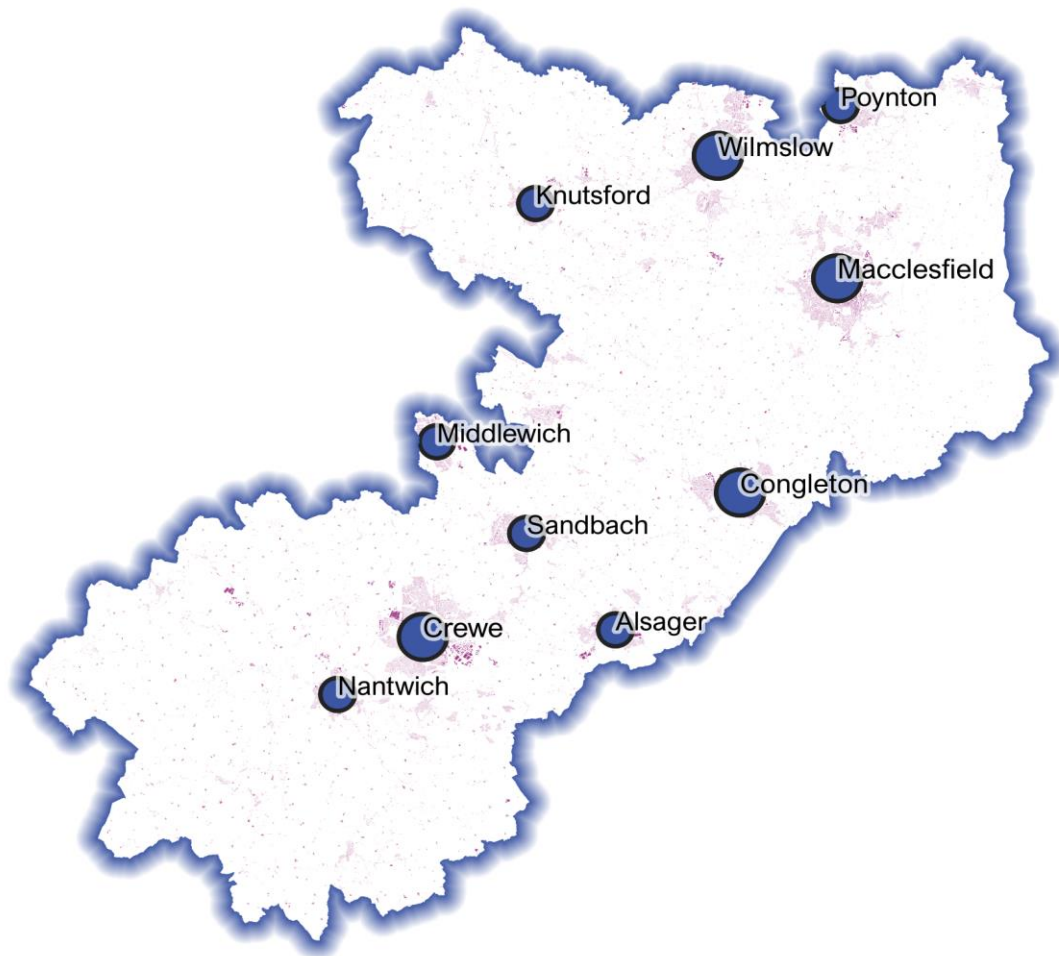 Poynton
Wilmslow
Knutsford
Macclesfield
Middlewich
Congleton
Sandbach
Alsager
Crewe
Nantwich